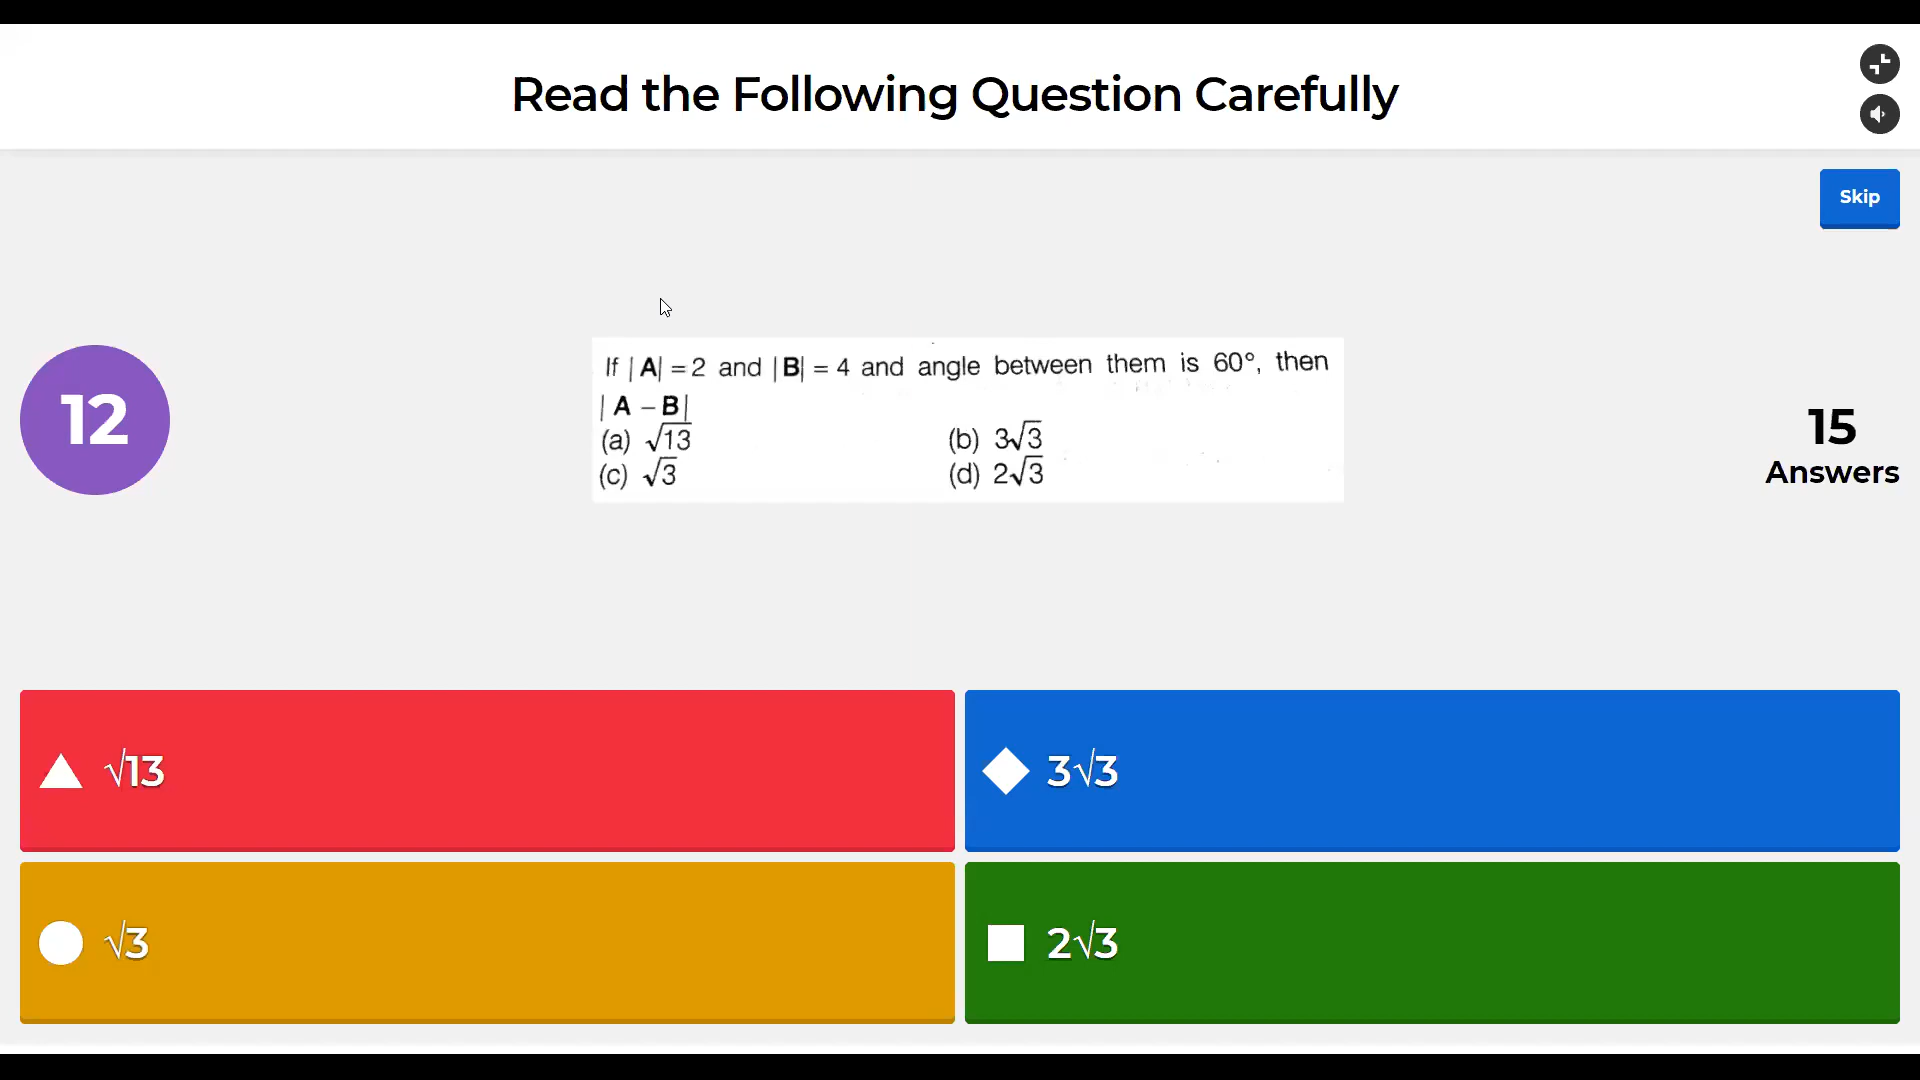 Read the Following Question Carefully
Skip
12
If |A| = 2 and |B| = 4 and angle between them is 60°, then
|A – B|
(a) √13 (b) 3√3
(c) √3 (d) 2√3
15
Answers
√13
3√3
√3
2√3